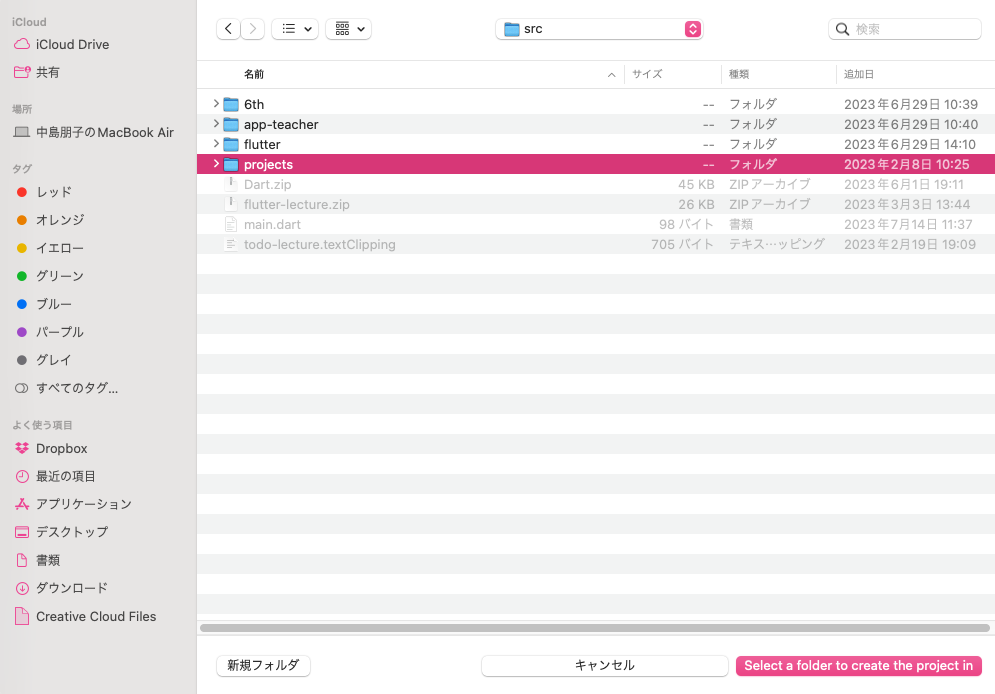 iCloud
iCloud Drive
共有
場所
中島朋子のMacBook Air
タグ
レッド
オレンジ
イエロー
グリーン
ブルー
パープル
グレイ
すべてのタグ...
よく使う項目
Dropbox
最近の項目
アプリケーション
デスクトップ
書類
ダウンロード
Creative Cloud Files
src
検索
名前 サイズ 種類 追加日
6th -- フォルダ 2023年6月29日 10:39
app-teacher -- フォルダ 2023年6月29日 10:40
flutter -- フォルダ 2023年6月29日 14:10
projects -- フォルダ 2023年2月8日 10:25
Dart.zip 45 KB ZIPアーカイブ 2023年6月1日 19:11
flutter-lecture.zip 26 KB ZIPアーカイブ 2023年3月3日 13:44
main.dart 98 バイト 書類 2023年7月14日 11:37
todo-lecture.textClipping 705 バイト テキス…ッピング 2023年2月19日 19:09
新規フォルダ キャンセル Select a folder to create the project in